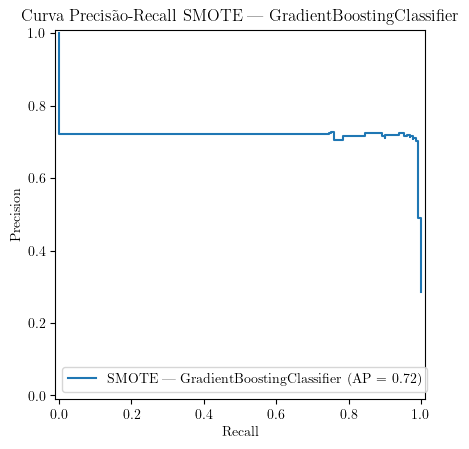 Curva Precisão-Recall SMOTE — GradientBoostingClassifier
1.0
0.8
0.6
0.4
0.2
0.0
Precision
SMOTE — GradientBoostingClassifier (AP = 0.72)
0.0 0.2 0.4 0.6 0.8 1.0
Recall